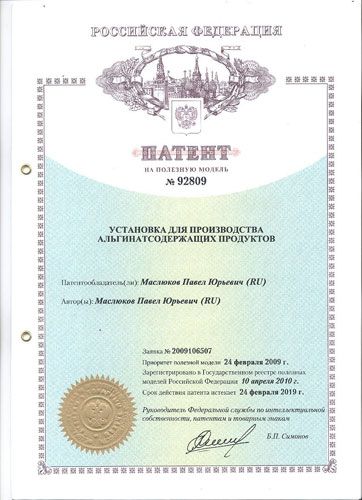 РОССИЙСКАЯ ФЕДЕРАЦИЯ
ПАТЕНТ
НА ПОЛЕЗНУЮ МОДЕЛЬ
№ 92809
УСТАНОВКА ДЛЯ ПРОИЗВОДСТВА
АЛЬГИНАТСОДЕРЖАЩИХ ПРОДУКТОВ
Патентообладатель(ли): Маслюков Павел Юрьевич (RU)
Автор(ы): Маслюков Павел Юрьевич (RU)
Заявка № 2009106507
Приоритет полезной модели 24 февраля 2009 г.
Зарегистрировано в Государственном реестре полезных
моделей Российской Федерации 10 апреля 2010 г.
Срок действия патента истекает 24 февраля 2019 г.
Руководитель Федеральной службы по интеллектуальной
собственности, патентам и товарным знакам
Б.П. Симонов